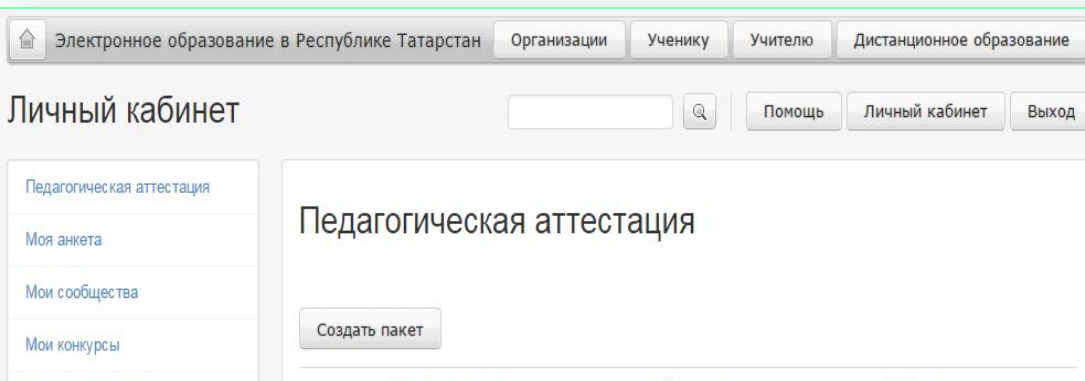 Электронное образование в Республике Татарстан Организации Ученику Учителю Дистанционное образование
Личный кабинет Помощь Личный кабинет Выход
Педагогическая аттестация
Педагогическая аттестация
Моя анкета
Мои сообщества
Создать пакет
Мои конкурсы